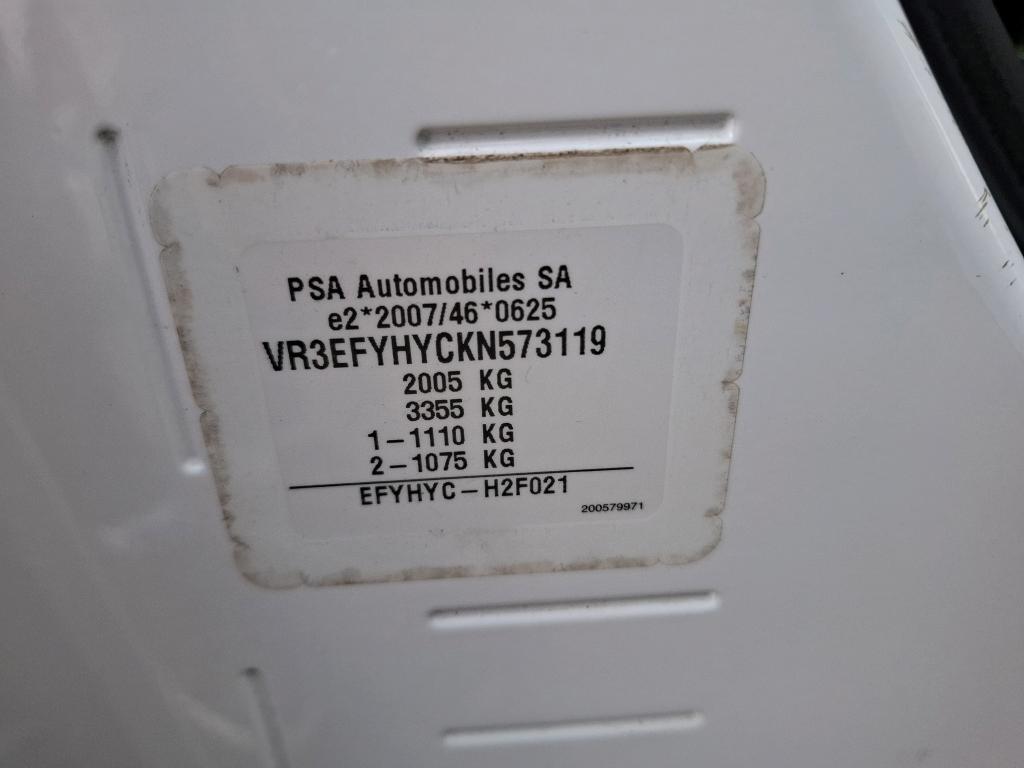 PSA Automobiles SA
e2*2007/46*0625
VR3EFYHYCKN573119
2005 KG
3355 KG
1-1110 KG
2-1075 KG
EFYHYC-H2F021
200579971